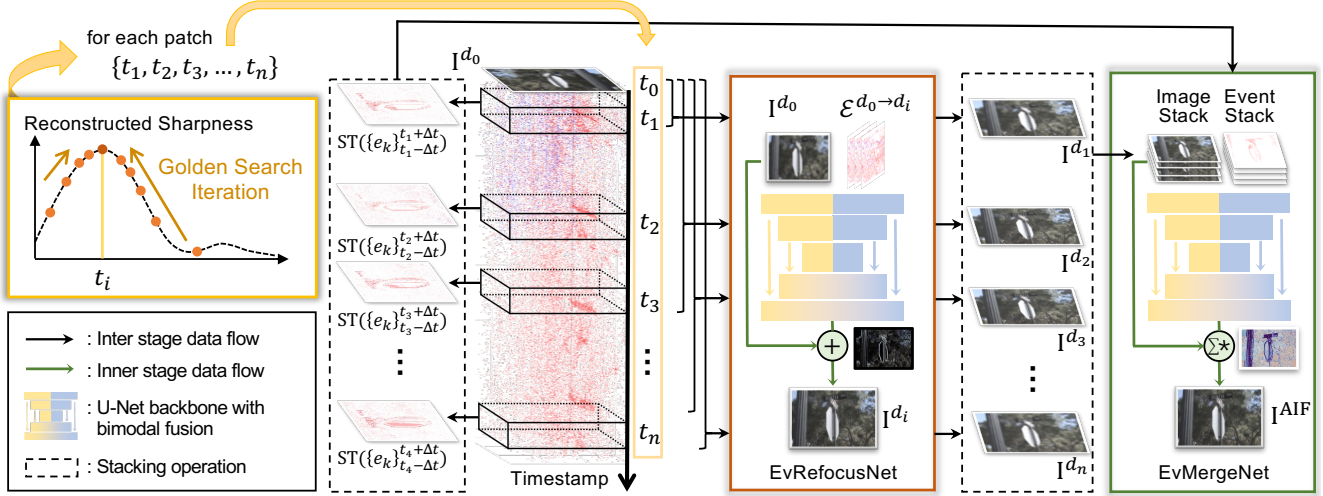 for each patch
{t₁, t₂, t₃, ..., tₙ}
Reconstructed Sharpness
Golden Search
Iteration
tᵢ
: Inter stage data flow
: Inner stage data flow
: U-Net backbone with
bimodal fusion
: Stacking operation
ST({eₖ}_{t₁−Δt}^{t₁+Δt})
ST({eₖ}_{t₂−Δt}^{t₂+Δt})
ST({eₖ}_{t₃−Δt}^{t₃+Δt})
...
ST({eₖ}_{t₄−Δt}^{t₄+Δt})
I^{d₀}
Timestamp
t₀
t₁
t₂
t₃
...
tₙ
I^{d₀}
ℰ^{d₀→dᵢ}
+
I^{dᵢ}
EvRefocusNet
I^{d₁}
I^{d₂}
I^{d₃}
...
I^{dₙ}
Image
Stack
Event
Stack
Σ⋆
I^{AIF}
EvMergeNet